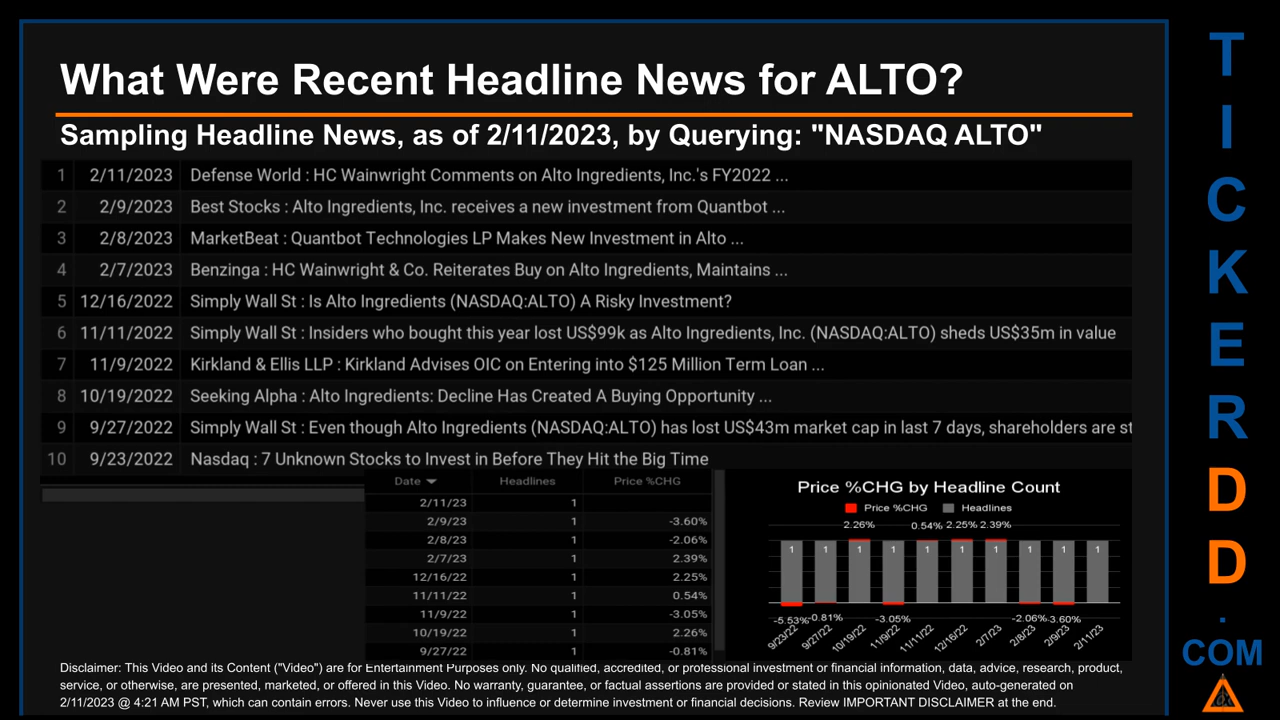 What Were Recent Headline News for ALTO?
Sampling Headline News, as of 2/11/2023, by Querying: "NASDAQ ALTO"
1 2/11/2023 Defense World : HC Wainwright Comments on Alto Ingredients, Inc.'s FY2022 ...
2 2/9/2023 Best Stocks : Alto Ingredients, Inc. receives a new investment from Quantbot ...
3 2/8/2023 MarketBeat : Quantbot Technologies LP Makes New Investment in Alto ...
4 2/7/2023 Benzinga : HC Wainwright & Co. Reiterates Buy on Alto Ingredients, Maintains ...
5 12/16/2022 Simply Wall St : Is Alto Ingredients (NASDAQ:ALTO) A Risky Investment?
6 11/11/2022 Simply Wall St : Insiders who bought this year lost US$99k as Alto Ingredients, Inc. (NASDAQ:ALTO) sheds US$35m in value
7 11/9/2022 Kirkland & Ellis LLP : Kirkland Advises OIC on Entering into $125 Million Term Loan ...
8 10/19/2022 Seeking Alpha : Alto Ingredients: Decline Has Created A Buying Opportunity ...
9 9/27/2022 Simply Wall St : Even though Alto Ingredients (NASDAQ:ALTO) has lost US$43m market cap in last 7 days, shareholders are st
10 9/23/2022 Nasdaq : 7 Unknown Stocks to Invest in Before They Hit the Big Time
Date Headlines Price %CHG
2/11/23 1
2/9/23 1 -3.60%
2/8/23 1 -2.06%
2/7/23 1 2.39%
12/16/22 1 2.25%
11/11/22 1 0.54%
11/9/22 1 -3.05%
10/19/22 1 2.26%
9/27/22 1 -0.81%
Price %CHG by Headline Count
Price %CHG Headlines
2.26% 0.54% 2.25% 2.39%
1 1 1 1 1 1 1 1 1 1
-5.53% -0.81% -3.05% -2.06% -3.60%
9/23/22 9/27/22 10/19/22 11/9/22 11/11/22 12/16/22 2/7/23 2/8/23 2/9/23 2/11/23
Disclaimer: This Video and its Content ("Video") are for Entertainment Purposes only. No qualified, accredited, or professional investment or financial information, data, advice, research, product,
service, or otherwise, are presented, marketed, or offered in this Video. No warranty, guarantee, or factual assertions are provided or stated in this opinionated Video, auto-generated on
2/11/2023 @ 4:21 AM PST, which can contain errors. Never use this Video to influence or determine investment or financial decisions. Review IMPORTANT DISCLAIMER at the end.
T
I
C
K
E
R
D
D
.
COM